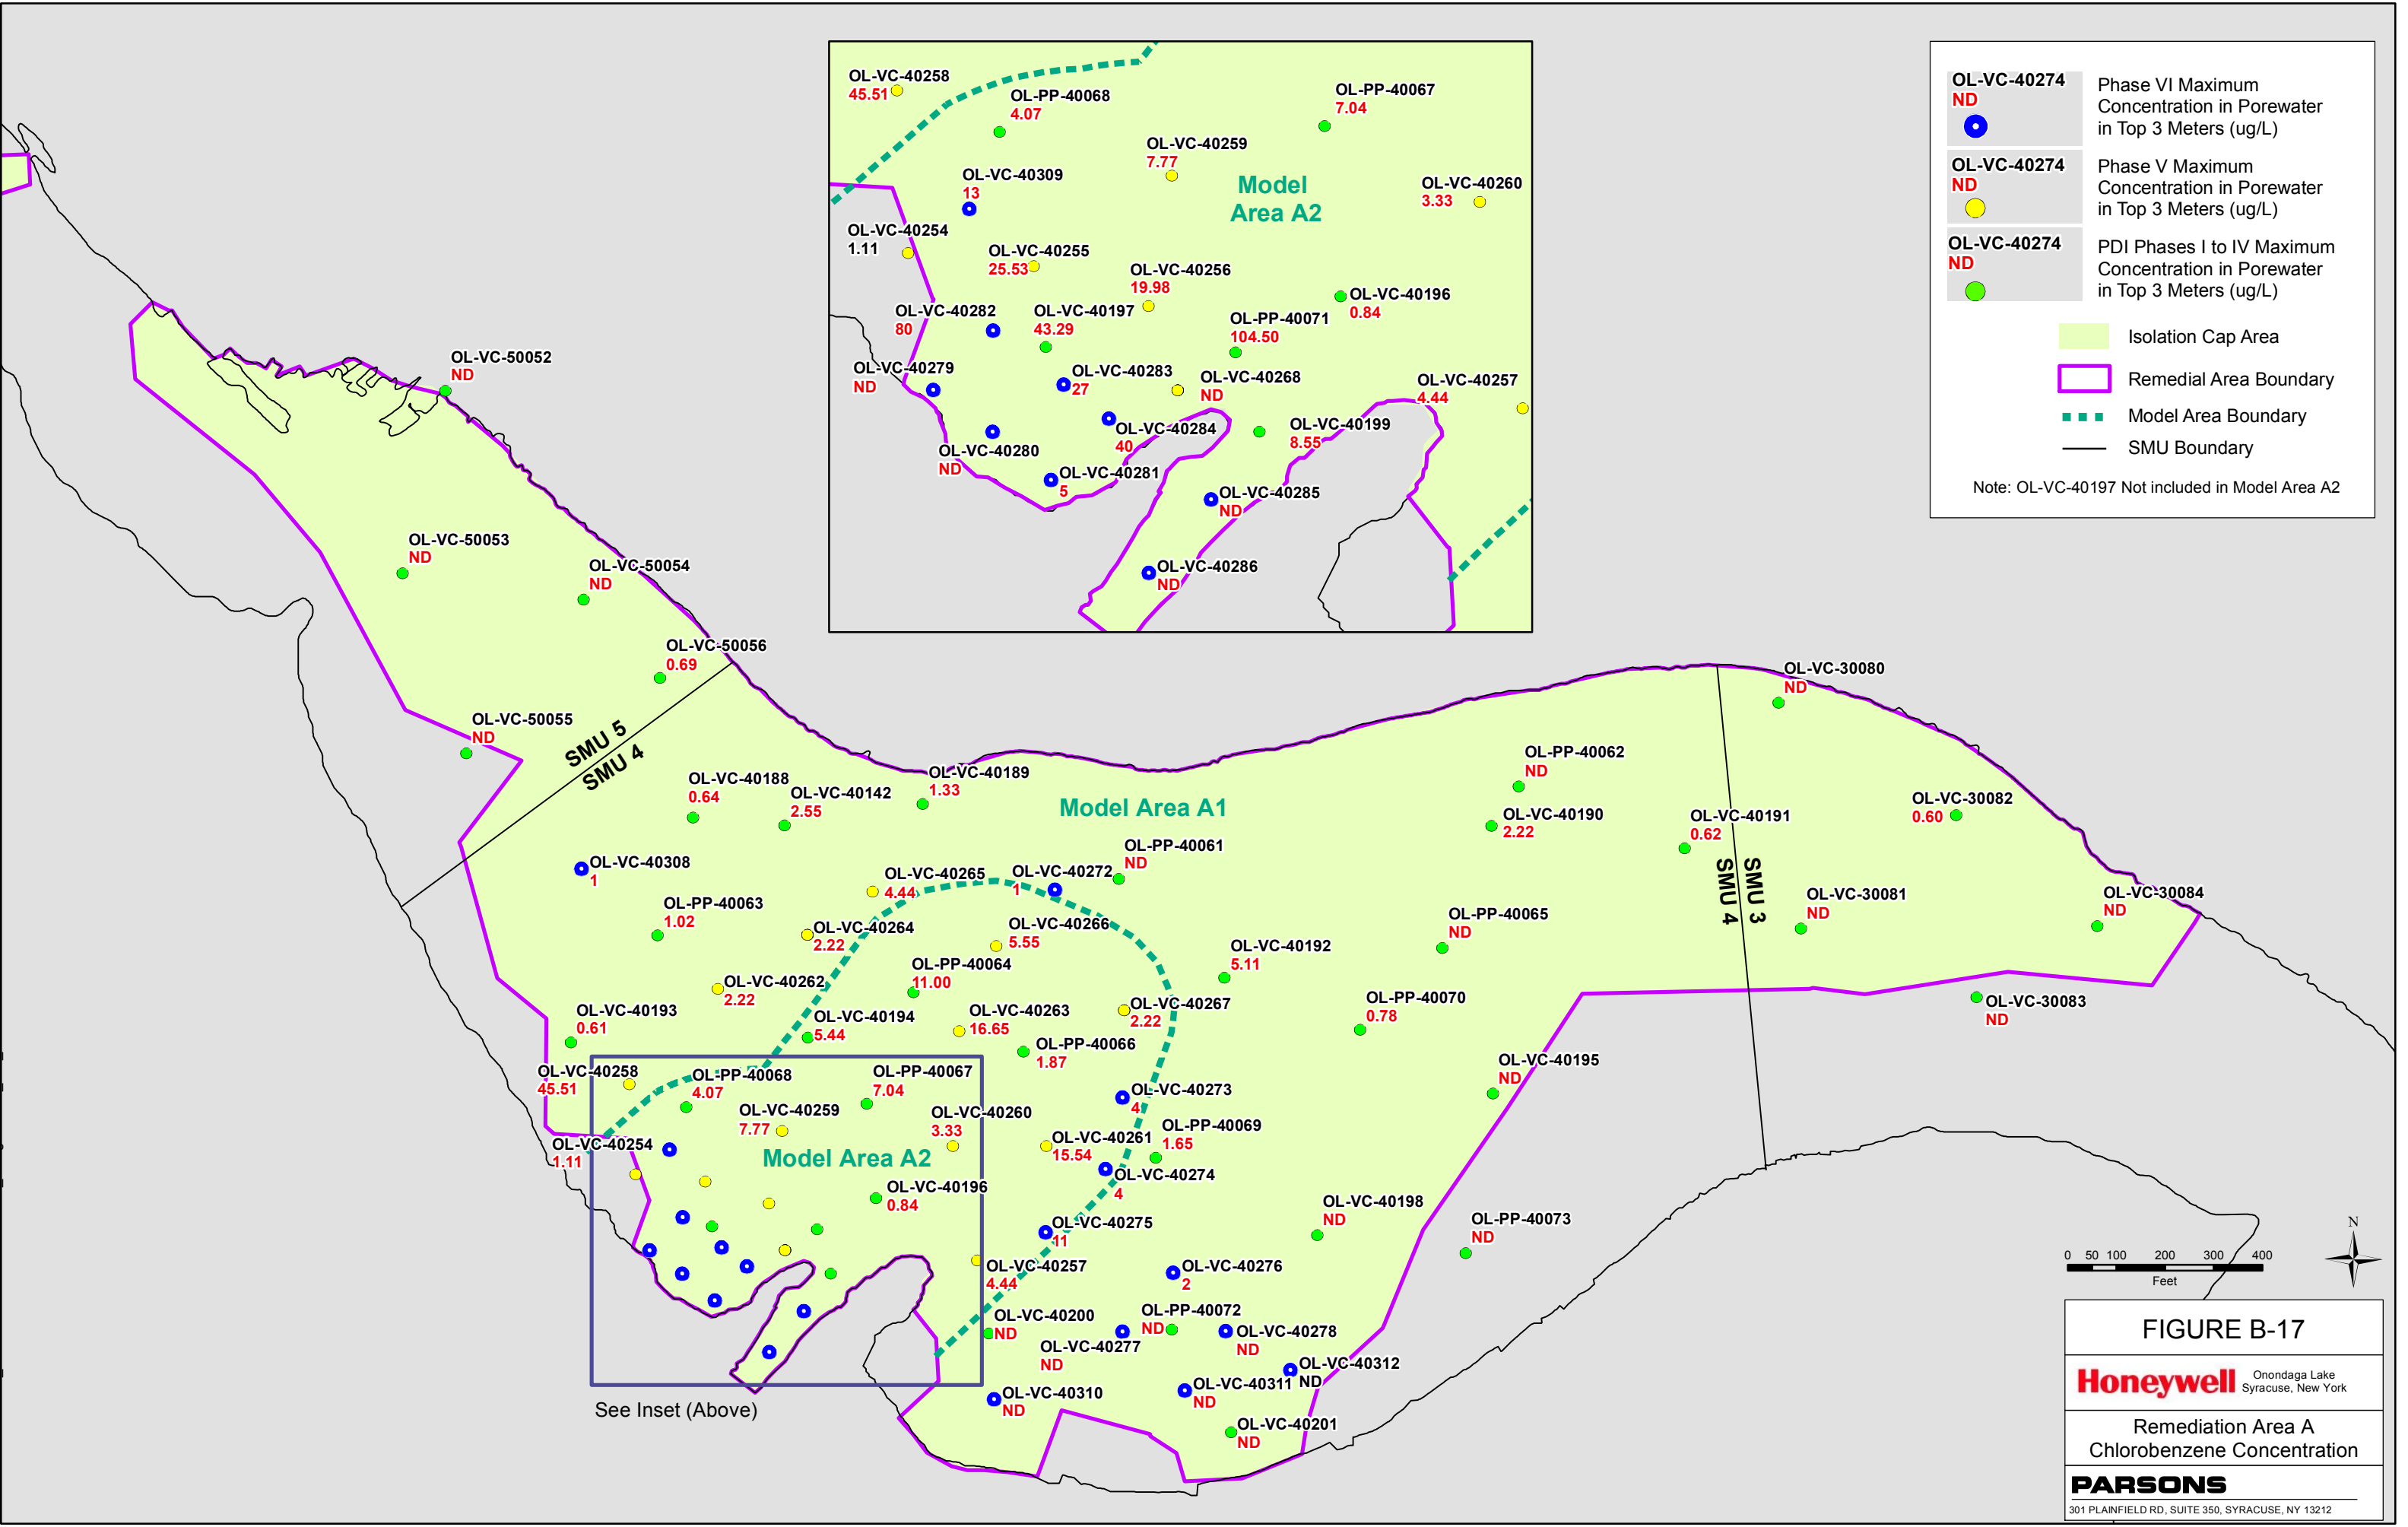 OL-VC-40258
45.51
OL-PP-40068
4.07
OL-PP-40067
7.04
OL-VC-40259
7.77
Model
Area A2
OL-VC-40260
3.33
OL-VC-40309
13
OL-VC-40254
1.11
OL-VC-40255
25.53
OL-VC-40256
19.98
OL-VC-40196
0.84
OL-VC-40282
80
OL-VC-40197
43.29
OL-PP-40071
104.50
OL-VC-40279
ND
OL-VC-40283
27
OL-VC-40268
ND
OL-VC-40257
4.44
OL-VC-40284
40
OL-VC-40199
8.55
OL-VC-40280
ND
OL-VC-40281
5
OL-VC-40285
ND
OL-VC-40286
ND
OL-VC-40274
ND
Phase VI Maximum
Concentration in Porewater
in Top 3 Meters (ug/L)
OL-VC-40274
ND
Phase V Maximum
Concentration in Porewater
in Top 3 Meters (ug/L)
OL-VC-40274
ND
PDI Phases I to IV Maximum
Concentration in Porewater
in Top 3 Meters (ug/L)
Isolation Cap Area
Remedial Area Boundary
Model Area Boundary
SMU Boundary
Note: OL-VC-40197 Not included in Model Area A2
OL-VC-50052
ND
OL-VC-50053
ND
OL-VC-50054
ND
OL-VC-50056
0.69
OL-VC-50055
ND
SMU 5
SMU 4
OL-VC-30080
ND
OL-PP-40062
ND
OL-VC-40188
0.64
OL-VC-40142
2.55
OL-VC-40189
1.33
Model Area A1
OL-VC-40190
2.22
OL-VC-40191
0.62
OL-VC-30082
0.60
SMU 4
SMU 3
OL-VC-40308
1
OL-VC-40265
4.44
OL-VC-40272
1
OL-PP-40061
ND
OL-VC-30081
ND
OL-VC-30084
ND
OL-PP-40063
1.02
OL-VC-40264
2.22
OL-VC-40266
5.55
OL-PP-40065
ND
OL-VC-40192
5.11
OL-PP-40064
11.00
OL-VC-40262
2.22
OL-VC-40193
0.61
OL-VC-40194
5.44
OL-VC-40263
16.65
OL-VC-40267
2.22
OL-PP-40070
0.78
OL-VC-30083
ND
OL-PP-40066
1.87
OL-VC-40195
ND
OL-VC-40258
45.51
OL-PP-40068
4.07
OL-PP-40067
7.04
OL-VC-40273
4
OL-VC-40259
7.77
OL-VC-40260
3.33
OL-VC-40261
15.54
OL-PP-40069
1.65
OL-VC-40254
1.11
Model Area A2
OL-VC-40274
4
OL-VC-40196
0.84
OL-VC-40198
ND
OL-PP-40073
ND
OL-VC-40275
11
OL-VC-40257
4.44
OL-VC-40276
2
OL-VC-40200
ND
OL-PP-40072
ND
OL-VC-40277
ND
OL-VC-40278
ND
OL-VC-40312
ND
OL-VC-40310
ND
OL-VC-40311
ND
OL-VC-40201
ND
See Inset (Above)
N
0 50 100 200 300 400
Feet
FIGURE B-17
Honeywell
Onondaga Lake
Syracuse, New York
Remediation Area A
Chlorobenzene Concentration
PARSONS
301 PLAINFIELD RD, SUITE 350, SYRACUSE, NY 13212